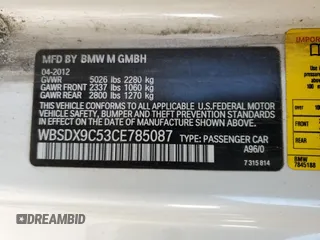 MFD BY BMW M GMBH
04-2012
GVWR 5026 lbs 2280 kg
GAWR FRONT 2337 lbs 1060 kg
GAWR REAR 2800 lbs 1270 kg
THIS VEHICLE CONFORMS TO ALL APPLICABLE
U.S. FEDERAL MOTOR VEHICLE SAFETY,
BUMPER AND THEFT PREVENTION STANDARDS
IN EFFECT ON THE DATE OF MANUFACTURE
SHOWN ABOVE
WBSDX9C53CE785087
TYPE: PASSENGER CAR
A96/0
7 315 814
BMW
7845180
DREAMBID